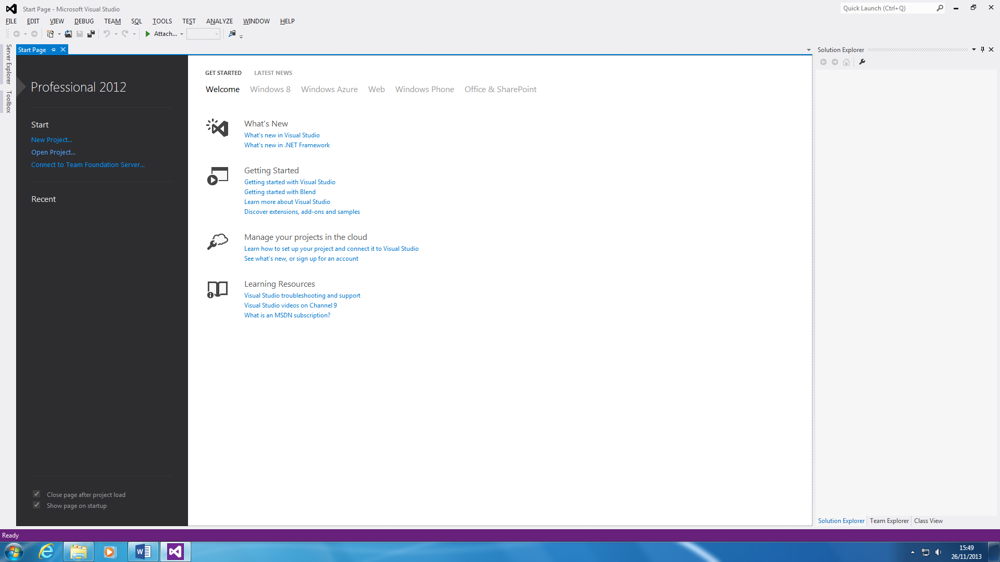 Start Page - Microsoft Visual Studio
Quick Launch (Ctrl+Q)
FILE EDIT VIEW DEBUG TEAM SQL TOOLS TEST ANALYZE WINDOW HELP
Attach...
Server Explorer
Toolbox
Start Page
Solution Explorer
Professional 2012
Start
New Project...
Open Project...
Connect to Team Foundation Server...
Recent
Close page after project load
Show page on startup
GET STARTED LATEST NEWS
Welcome Windows 8 Windows Azure Web Windows Phone Office & SharePoint
What's New
What's new in Visual Studio
What's new in .NET Framework
Getting Started
Getting started with Visual Studio
Getting started with Blend
Learn more about Visual Studio
Discover extensions, add-ons and samples
Manage your projects in the cloud
Learn how to set up your project and connect it to Visual Studio
See what's new, or sign up for an account
Learning Resources
Visual Studio troubleshooting and support
Visual Studio videos on Channel 9
What is an MSDN subscription?
Solution Explorer Team Explorer Class View
Ready
15:49
26/11/2013